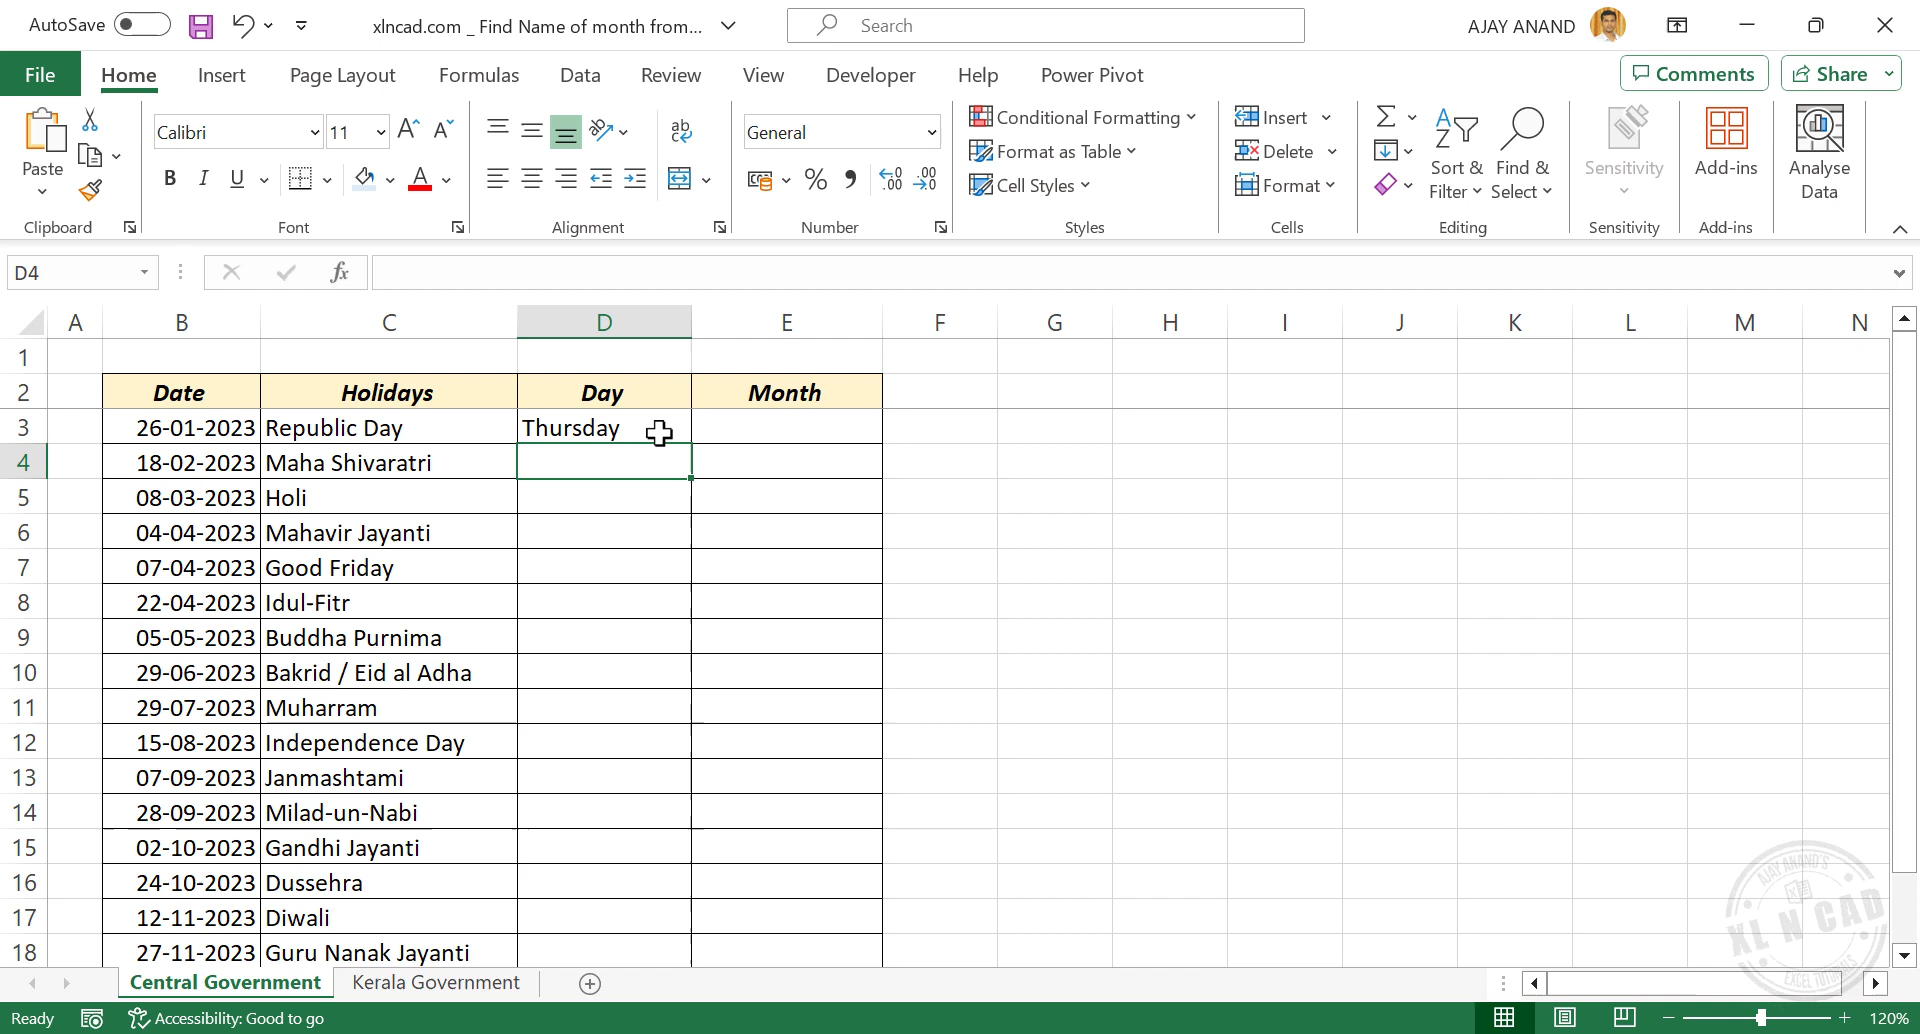 AutoSave
xlncad.com _ Find Name of month from...
Search
AJAY ANAND
File Home Insert Page Layout Formulas Data Review View Developer Help Power Pivot
Comments Share
Paste
Clipboard
Calibri 11
B I U A
Font
ab
Alignment
General
% , .00 .00
Number
Conditional Formatting
Format as Table
Cell Styles
Styles
Insert
Delete
Format
Cells
Sort & Filter
Find & Select
Editing
Sensitivity
Sensitivity
Add-ins
Add-ins
Analyse Data
D4 fx
A B C D E F G H I J K L M N
1
2 Date Holidays Day Month
3 26-01-2023 Republic Day Thursday
4 18-02-2023 Maha Shivaratri
5 08-03-2023 Holi
6 04-04-2023 Mahavir Jayanti
7 07-04-2023 Good Friday
8 22-04-2023 Idul-Fitr
9 05-05-2023 Buddha Purnima
10 29-06-2023 Bakrid / Eid al Adha
11 29-07-2023 Muharram
12 15-08-2023 Independence Day
13 07-09-2023 Janmashtami
14 28-09-2023 Milad-un-Nabi
15 02-10-2023 Gandhi Jayanti
16 24-10-2023 Dussehra
17 12-11-2023 Diwali
18 27-11-2023 Guru Nanak Jayanti
AJAY ANAND'S
XL N CAD
EXCEL TUTORIALS
Central Government Kerala Government
Ready Accessibility: Good to go 120%